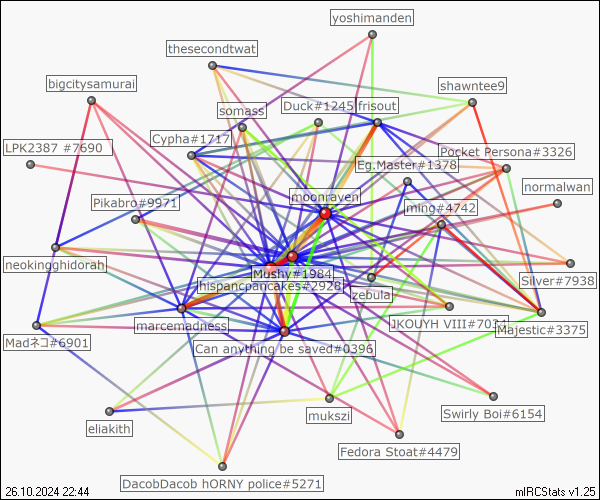 yoshimanden
thesecondtwat
bigcitysamurai
shawntee9
somass
Duck#1245
frisout
Cypha#1717
LPK2387 #7690
Pocket Persona#3326
Eg.Master#1378
normalwan
moonraven
Pikabro#9971
mino#4742
neokingghidorah
Mushy#1984
Silver#7938
hispancpancakes#2928
zebula
marcemadness
JKOUYH VIII#7034
Majestic#3375
Madネコ#6901
Can anything be saved#0396
mukszi
Swirly Boi#6154
eliakith
Fedora Stoat#4479
DacobDacob hORNY police#5271
26.10.2024 22:44
mIRCStats v1.25